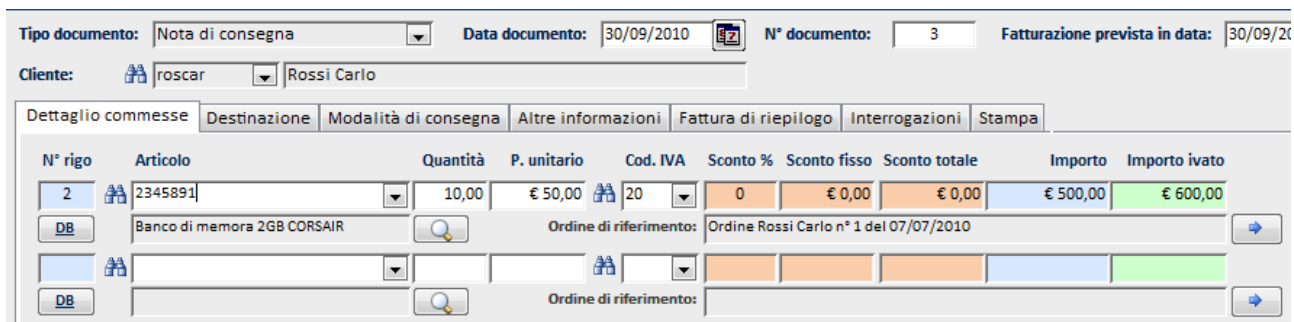 Tipo documento: Nota di consegna Data documento: 30/09/2010 N° documento: 3 Fatturazione prevista in data: 30/09/20
Cliente: roscar Rossi Carlo
Dettaglio commesse Destinazione Modalità di consegna Altre informazioni Fattura di riepilogo Interrogazioni Stampa
N° rigo Articolo Quantità P. unitario Cod. IVA Sconto % Sconto fisso Sconto totale Importo Importo ivato
2 2345891 10,00 € 50,00 20 0 € 0,00 € 0,00 € 500,00 € 600,00
DB Banco di memora 2GB CORSAIR Ordine di riferimento: Ordine Rossi Carlo n° 1 del 07/07/2010
DB Ordine di riferimento: